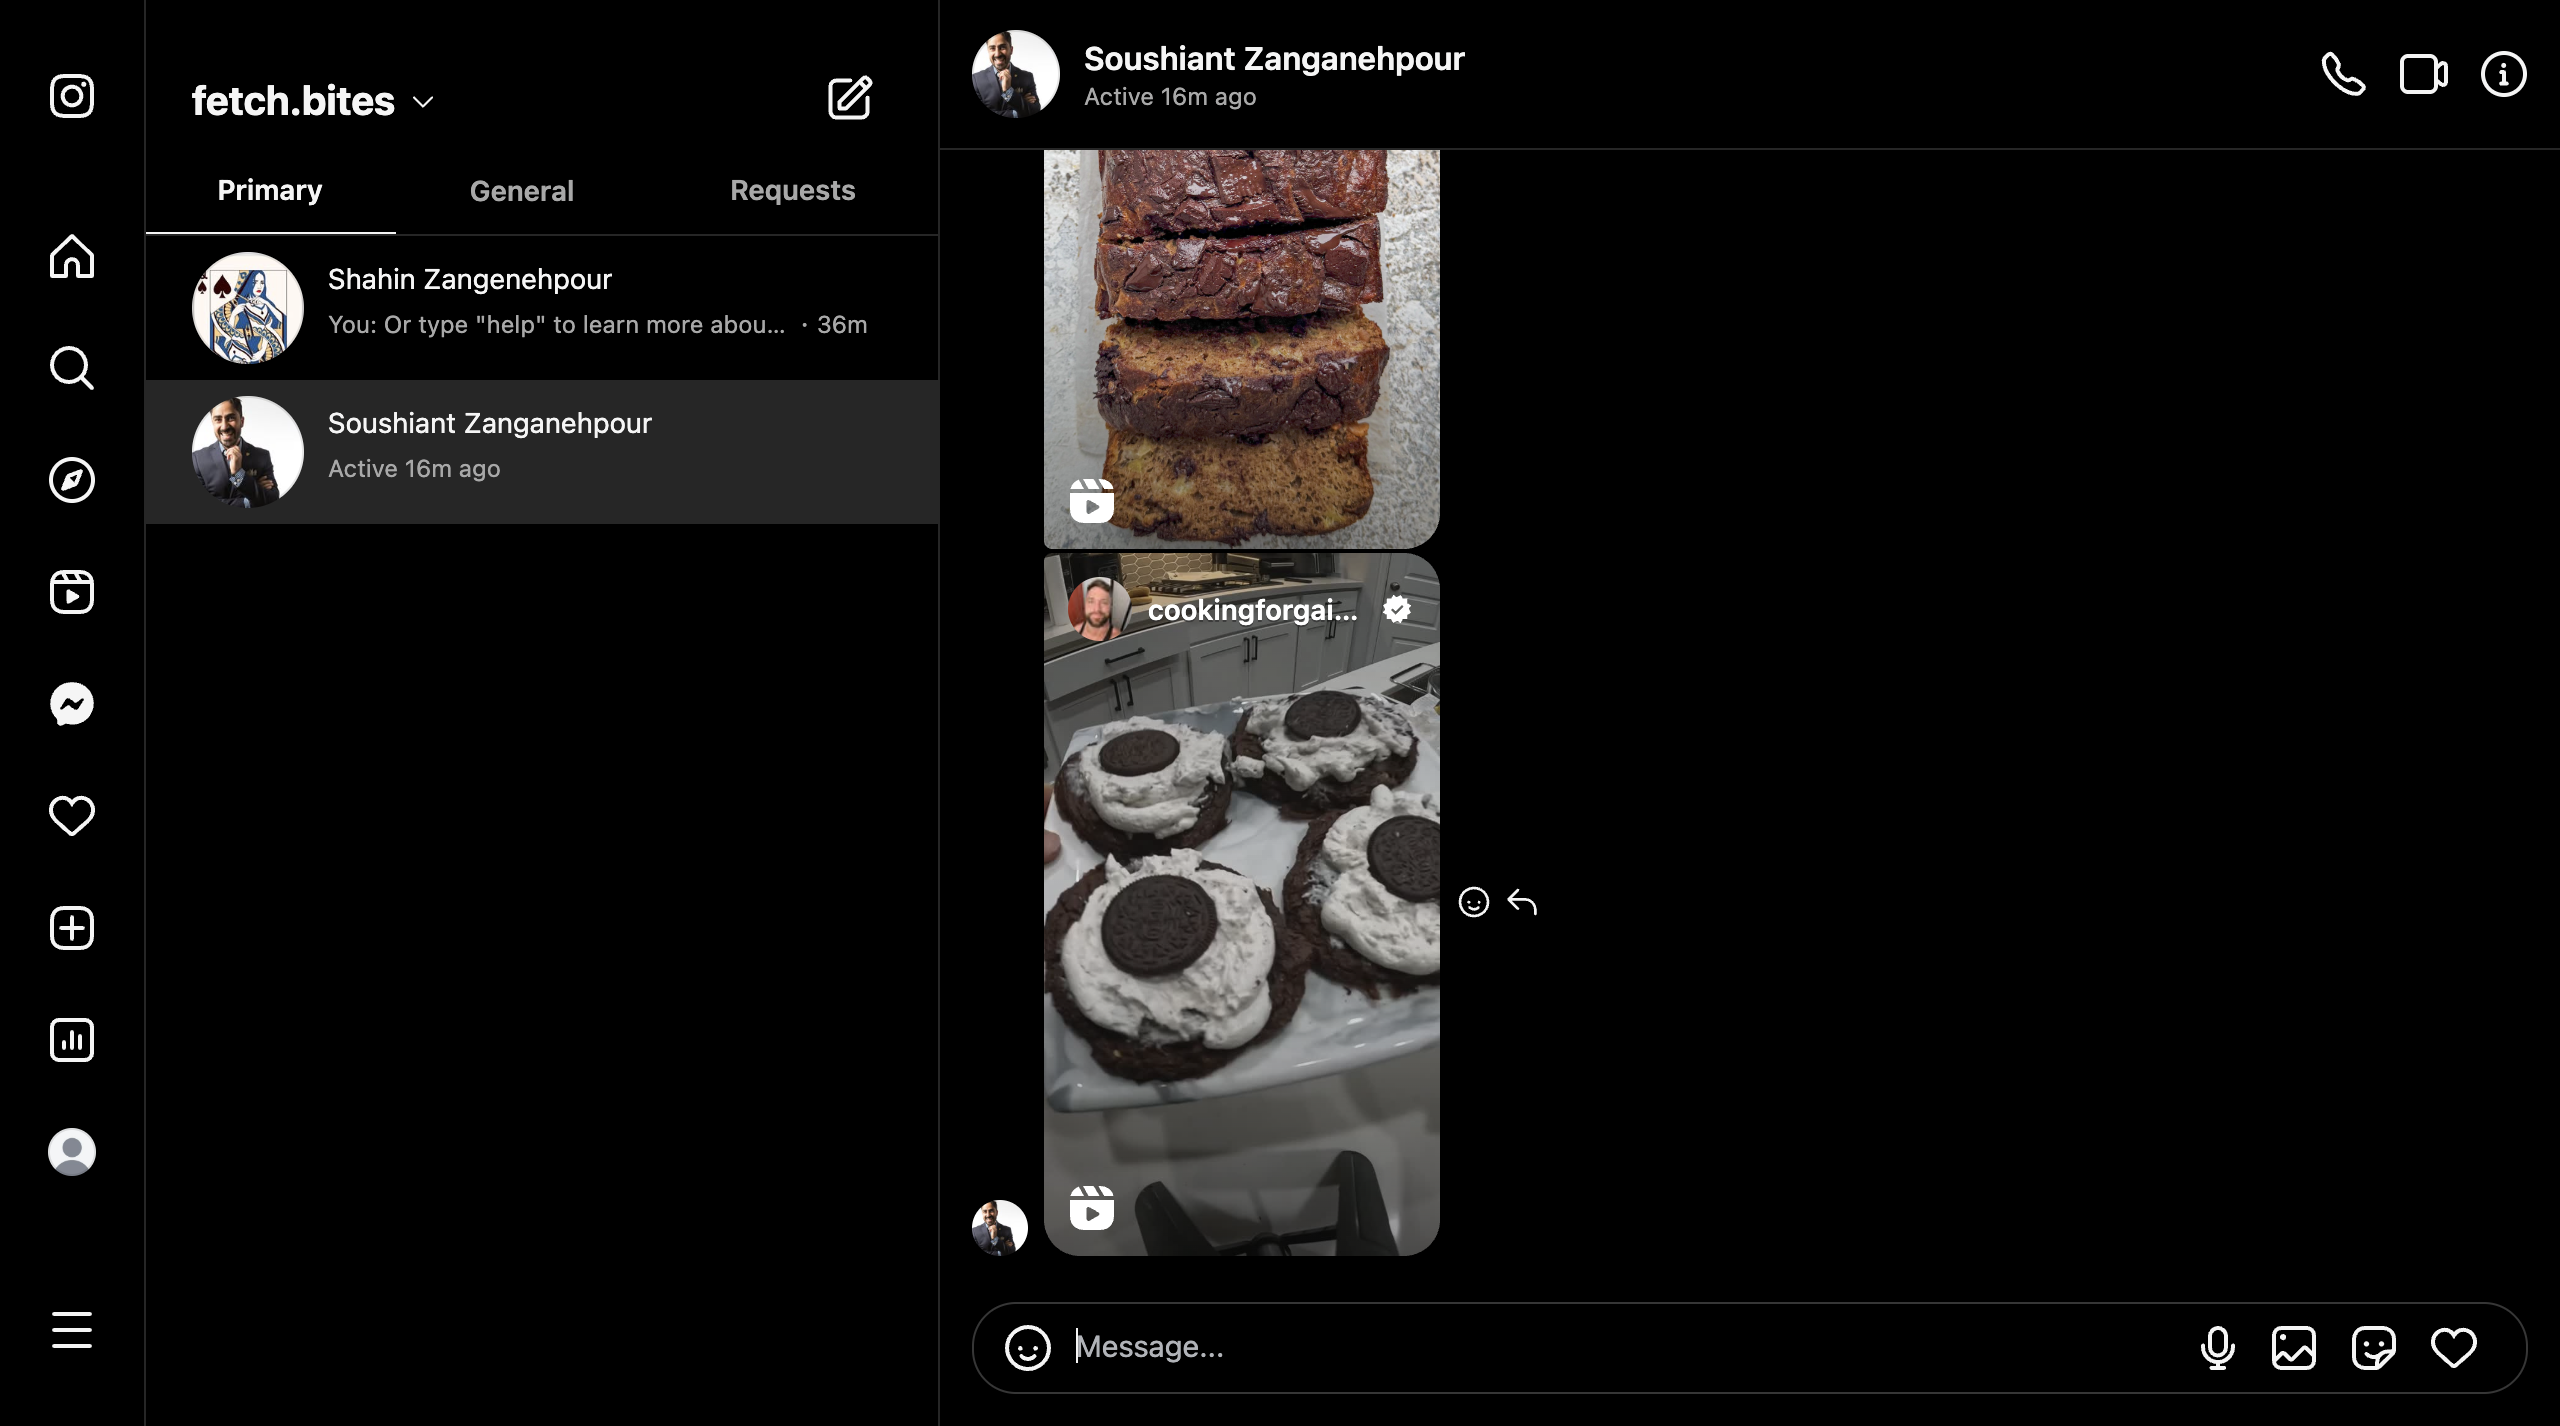 fetch.bites
Primary
General
Requests
Shahin Zangenehpour
You: Or type "help" to learn more abou... · 36m
Soushiant Zanganehpour
Active 16m ago
Soushiant Zanganehpour
Active 16m ago
cookingforgai...
Message...